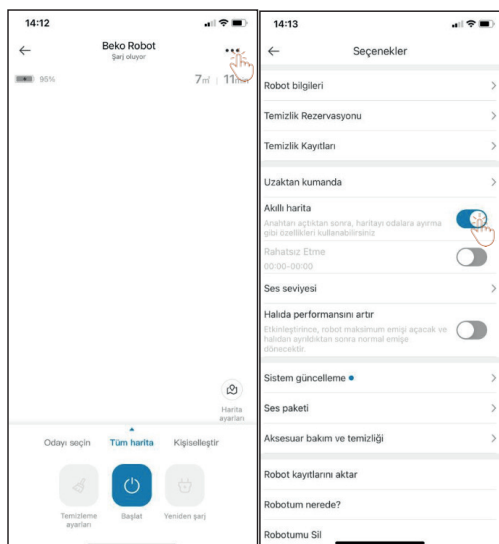 14:12
Beko Robot
Şarj oluyor
95%
7m² | 11
Harita
ayarları
Odayı seçin
Tüm harita
Kişiselleştir
Temizleme
ayarları
Başlat
Yeniden şarj
14:13
Seçenekler
Robot bilgileri
Temizlik Rezervasyonu
Temizlik Kayıtları
Uzaktan kumanda
Akıllı harita
Anahtarı açtıktan sonra, haritayı odalara ayırma
gibi özellikleri kullanabilirsiniz
Rahatsız Etme
00:00-00:00
Ses seviyesi
Halıda performansını artır
Etkinleştirince, robot maksimum emişi açacak ve
halıdan ayrıldıktan sonra normal emişe
dönecektir.
Sistem güncelleme
Ses paketi
Aksesuar bakım ve temizliği
Robot kayıtlarını aktar
Robotum nerede?
Robotumu Sil